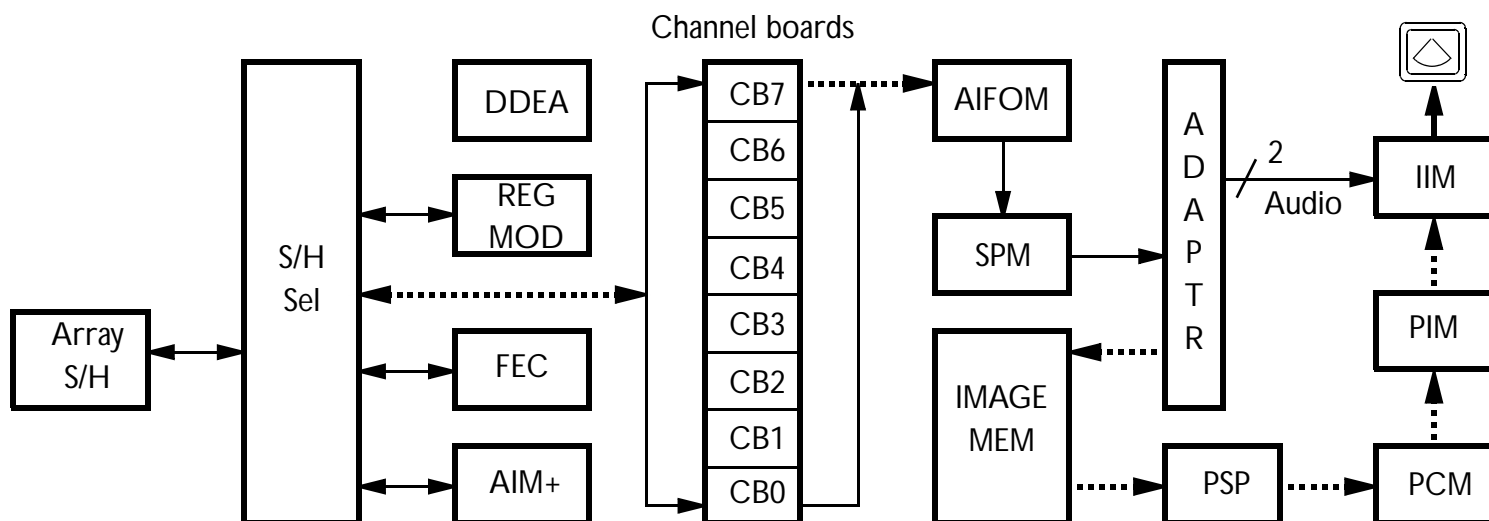 Channel boards
Array
S/H
S/H
Sel
DDEA
REG
MOD
FEC
AIM+
CB7
CB6
CB5
CB4
CB3
CB2
CB1
CB0
AIFOM
SPM
IMAGE
MEM
A
D
A
P
T
R
2
Audio
PSP
IIM
PIM
PCM